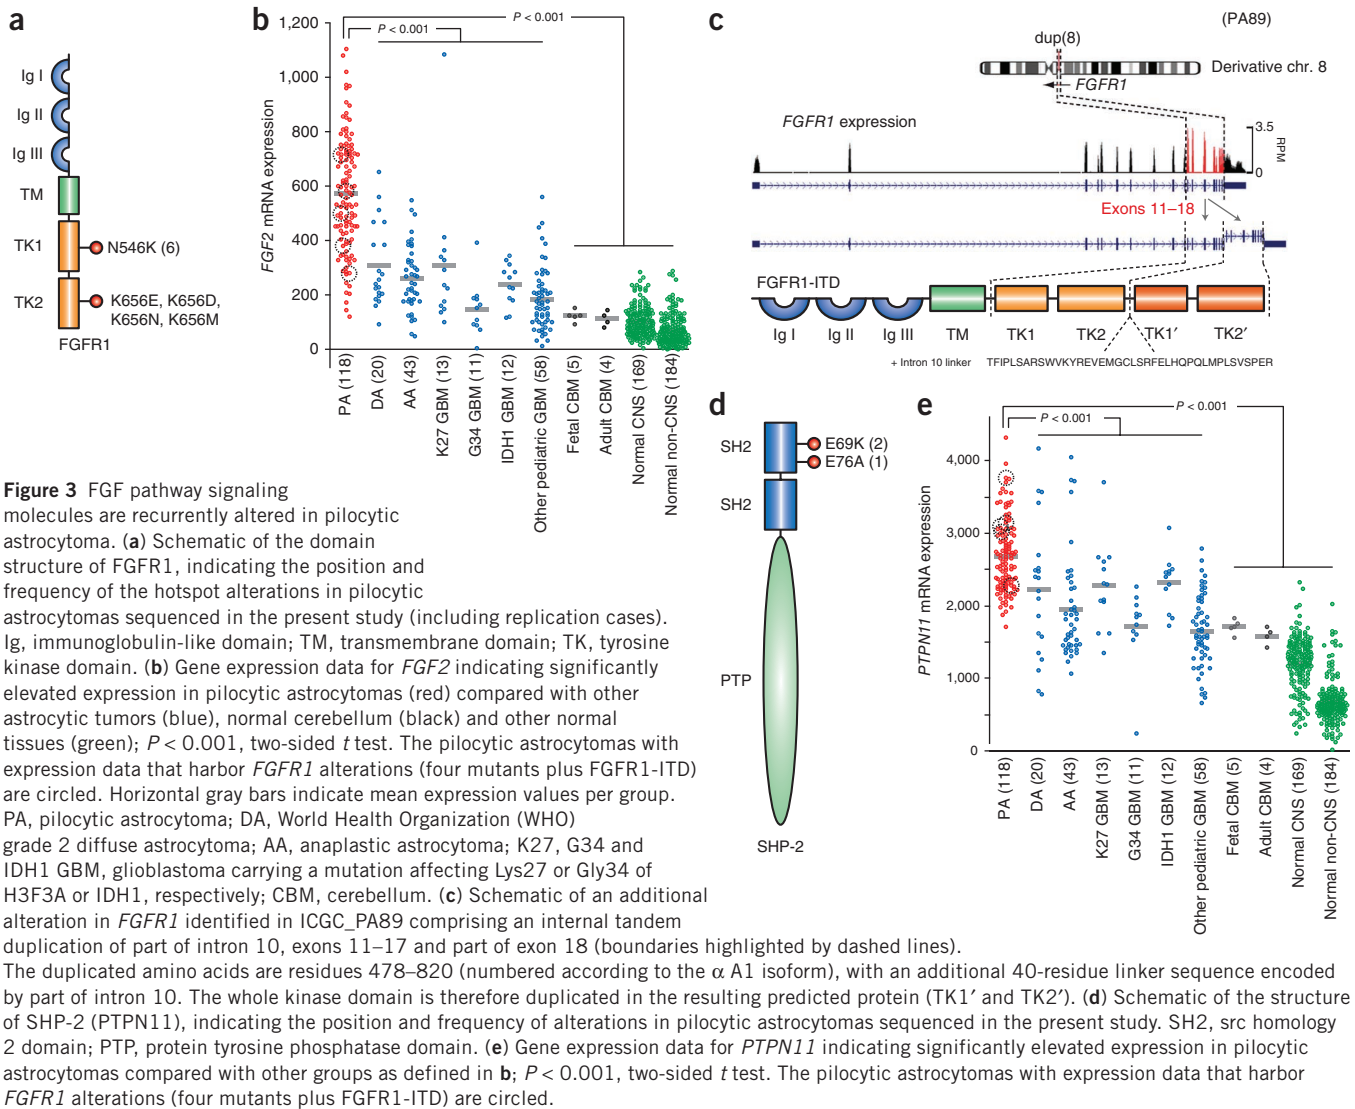 a
Ig I
Ig II
Ig III
TM
TK1
N546K (6)
TK2
K656E, K656D,
K656N, K656M
FGFR1
b
P < 0.001
P < 0.001
FGF2 mRNA expression
1,200
1,000
800
600
400
200
0
PA (118)
DA (20)
AA (43)
K27 GBM (13)
G34 GBM (11)
IDH1 GBM (12)
Other pediatric GBM (58)
Fetal CBM (5)
Adult CBM (4)
Normal CNS (169)
Normal non-CNS (184)
c
(PA89)
dup(8)
Derivative chr. 8
FGFR1
FGFR1 expression
3.5
0
RPM
Exons 11–18
FGFR1-ITD
Ig I
Ig II
Ig III
TM
TK1
TK2
TK1′
TK2′
+ Intron 10 linker
TFIPLSARSWVKYREVEMGCLSRFELHQPQLMPLSVSPER
d
SH2
E69K (2)
E76A (1)
SH2
PTP
SHP-2
e
P < 0.001
P < 0.001
PTPN11 mRNA expression
4,000
3,000
2,000
1,000
0
PA (118)
DA (20)
AA (43)
K27 GBM (13)
G34 GBM (11)
IDH1 GBM (12)
Other pediatric GBM (58)
Fetal CBM (5)
Adult CBM (4)
Normal CNS (169)
Normal non-CNS (184)
Figure 3 FGF pathway signaling
molecules are recurrently altered in pilocytic
astrocytoma. (a) Schematic of the domain
structure of FGFR1, indicating the position and
frequency of the hotspot alterations in pilocytic
astrocytomas sequenced in the present study (including replication cases).
Ig, immunoglobulin-like domain; TM, transmembrane domain; TK, tyrosine
kinase domain. (b) Gene expression data for FGF2 indicating significantly
elevated expression in pilocytic astrocytomas (red) compared with other
astrocytic tumors (blue), normal cerebellum (black) and other normal
tissues (green); P < 0.001, two-sided t test. The pilocytic astrocytomas with
expression data that harbor FGFR1 alterations (four mutants plus FGFR1-ITD)
are circled. Horizontal gray bars indicate mean expression values per group.
PA, pilocytic astrocytoma; DA, World Health Organization (WHO)
grade 2 diffuse astrocytoma; AA, anaplastic astrocytoma; K27, G34 and
IDH1 GBM, glioblastoma carrying a mutation affecting Lys27 or Gly34 of
H3F3A or IDH1, respectively; CBM, cerebellum. (c) Schematic of an additional
alteration in FGFR1 identified in ICGC_PA89 comprising an internal tandem
duplication of part of intron 10, exons 11–17 and part of exon 18 (boundaries highlighted by dashed lines).
The duplicated amino acids are residues 478–820 (numbered according to the α A1 isoform), with an additional 40-residue linker sequence encoded
by part of intron 10. The whole kinase domain is therefore duplicated in the resulting predicted protein (TK1′ and TK2′). (d) Schematic of the structure
of SHP-2 (PTPN11), indicating the position and frequency of alterations in pilocytic astrocytomas sequenced in the present study. SH2, src homology
2 domain; PTP, protein tyrosine phosphatase domain. (e) Gene expression data for PTPN11 indicating significantly elevated expression in pilocytic
astrocytomas compared with other groups as defined in b; P < 0.001, two-sided t test. The pilocytic astrocytomas with expression data that harbor
FGFR1 alterations (four mutants plus FGFR1-ITD) are circled.